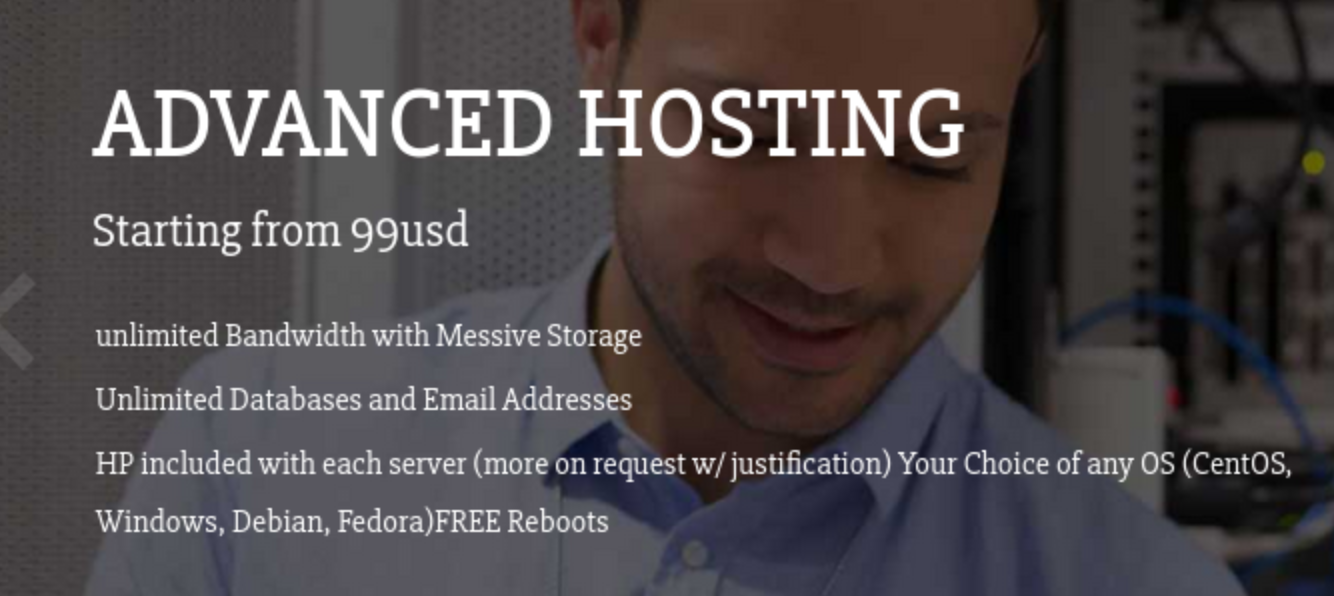 ADVANCED HOSTING
Starting from 99usd
unlimited Bandwidth with Messive Storage
Unlimited Databases and Email Addresses
HP included with each server (more on request w/ justification) Your Choice of any OS (CentOS,
Windows, Debian, Fedora)FREE Reboots